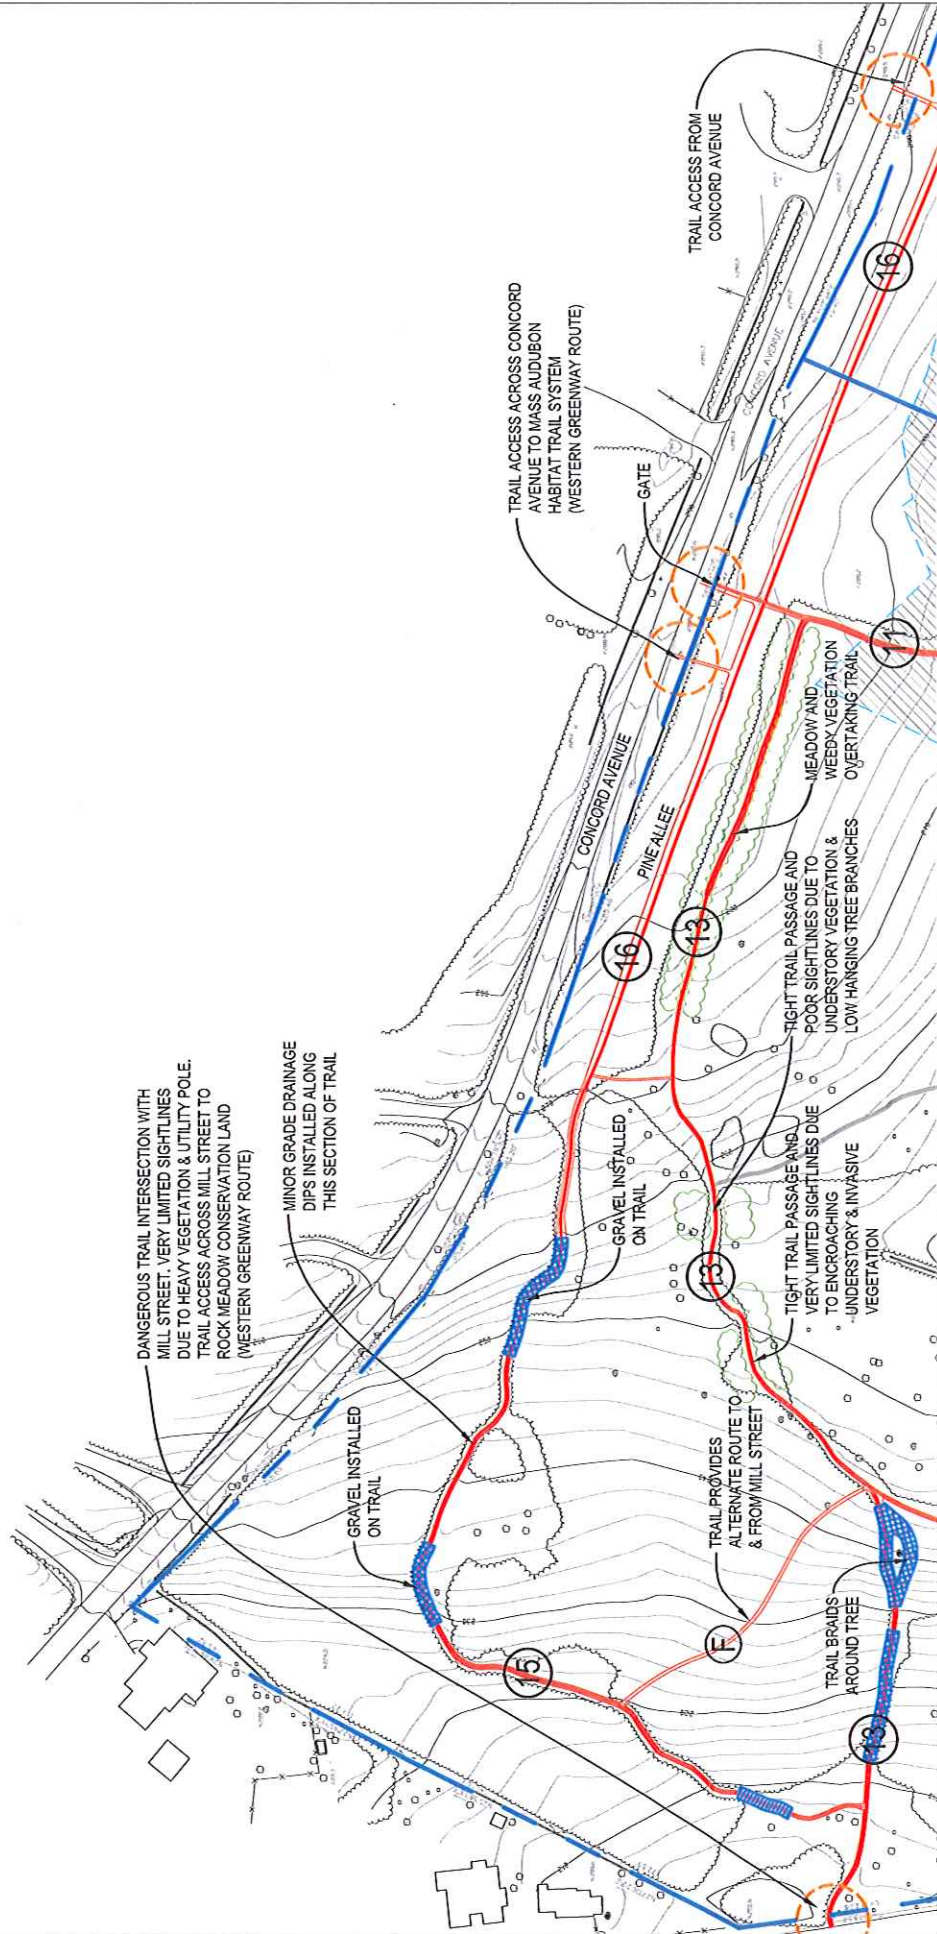 DANGEROUS TRAIL INTERSECTION WITH
MILL STREET. VERY LIMITED SIGHTLINES
DUE TO HEAVY VEGETATION & UTILITY POLE.
TRAIL ACCESS ACROSS MILL STREET TO
ROCK MEADOW CONSERVATION LAND
(WESTERN GREENWAY ROUTE)
MINOR GRADE DRAINAGE
DIPS INSTALLED ALONG
THIS SECTION OF TRAIL
TRAIL ACCESS ACROSS CONCORD
AVENUE TO MASS AUDUBON
HABITAT TRAIL SYSTEM
(WESTERN GREENWAY ROUTE)
GATE
TRAIL ACCESS FROM
CONCORD AVENUE
CONCORD AVENUE
CONCORD AVENUE
PINE ALLEE
GRAVEL INSTALLED
ON TRAIL
GRAVEL INSTALLED
ON TRAIL
TRAIL PROVIDES
ALTERNATE ROUTE TO
& FROM MILL STREET
TRAIL BRAIDS
AROUND TREE
TIGHT TRAIL PASSAGE AND
VERY LIMITED SIGHTLINES DUE
TO ENCROACHING
UNDERSTORY & INVASIVE
VEGETATION
TIGHT TRAIL PASSAGE AND
POOR SIGHTLINES DUE TO
UNDERSTORY VEGETATION &
LOW HANGING TREE BRANCHES
MEADOW AND
WEEDY VEGETATION
OVERTAKING TRAIL
15
F
13
13
13
16
16
11